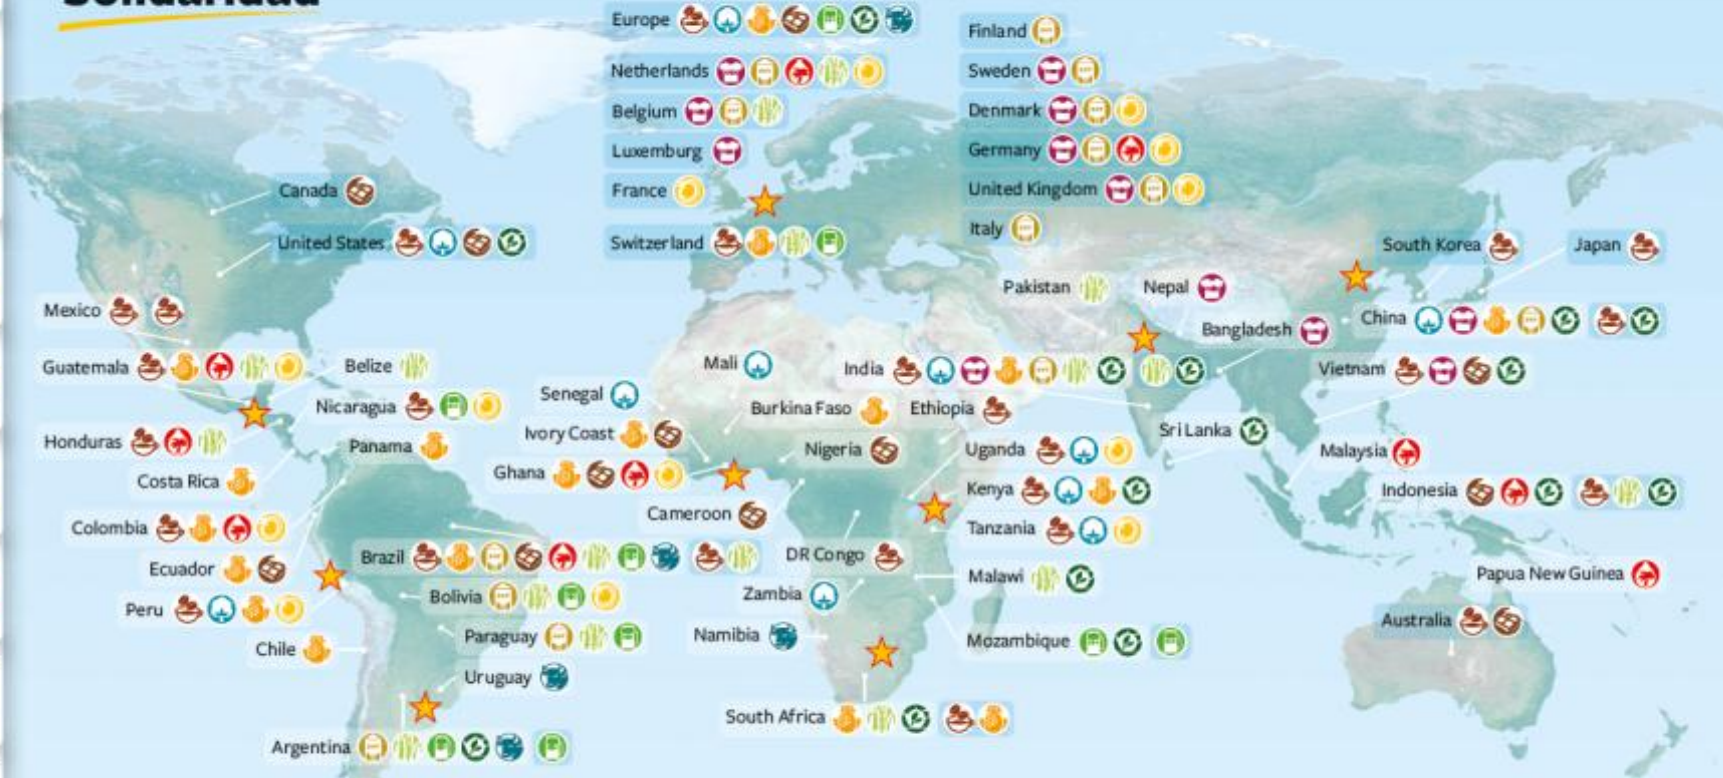 Solidaridad
Europe
Finland
Netherlands
Sweden
Belgium
Denmark
Luxemburg
Germany
Canada
France
United Kingdom
Italy
United States
Switzerland
South Korea
Japan
Pakistan
Nepal
Mexico
China
Bangladesh
Guatemala
Belize
Mali
India
Vietnam
Senegal
Nicaragua
Burkina Faso
Ethiopia
Ivory Coast
Sri Lanka
Honduras
Panama
Nigeria
Uganda
Malaysia
Ghana
Costa Rica
Kenya
Indonesia
Cameroon
Colombia
Tanzania
Brazil
DR Congo
Ecuador
Malawi
Papua New Guinea
Bolivia
Zambia
Peru
Australia
Paraguay
Namibia
Mozambique
Chile
Uruguay
South Africa
Argentina